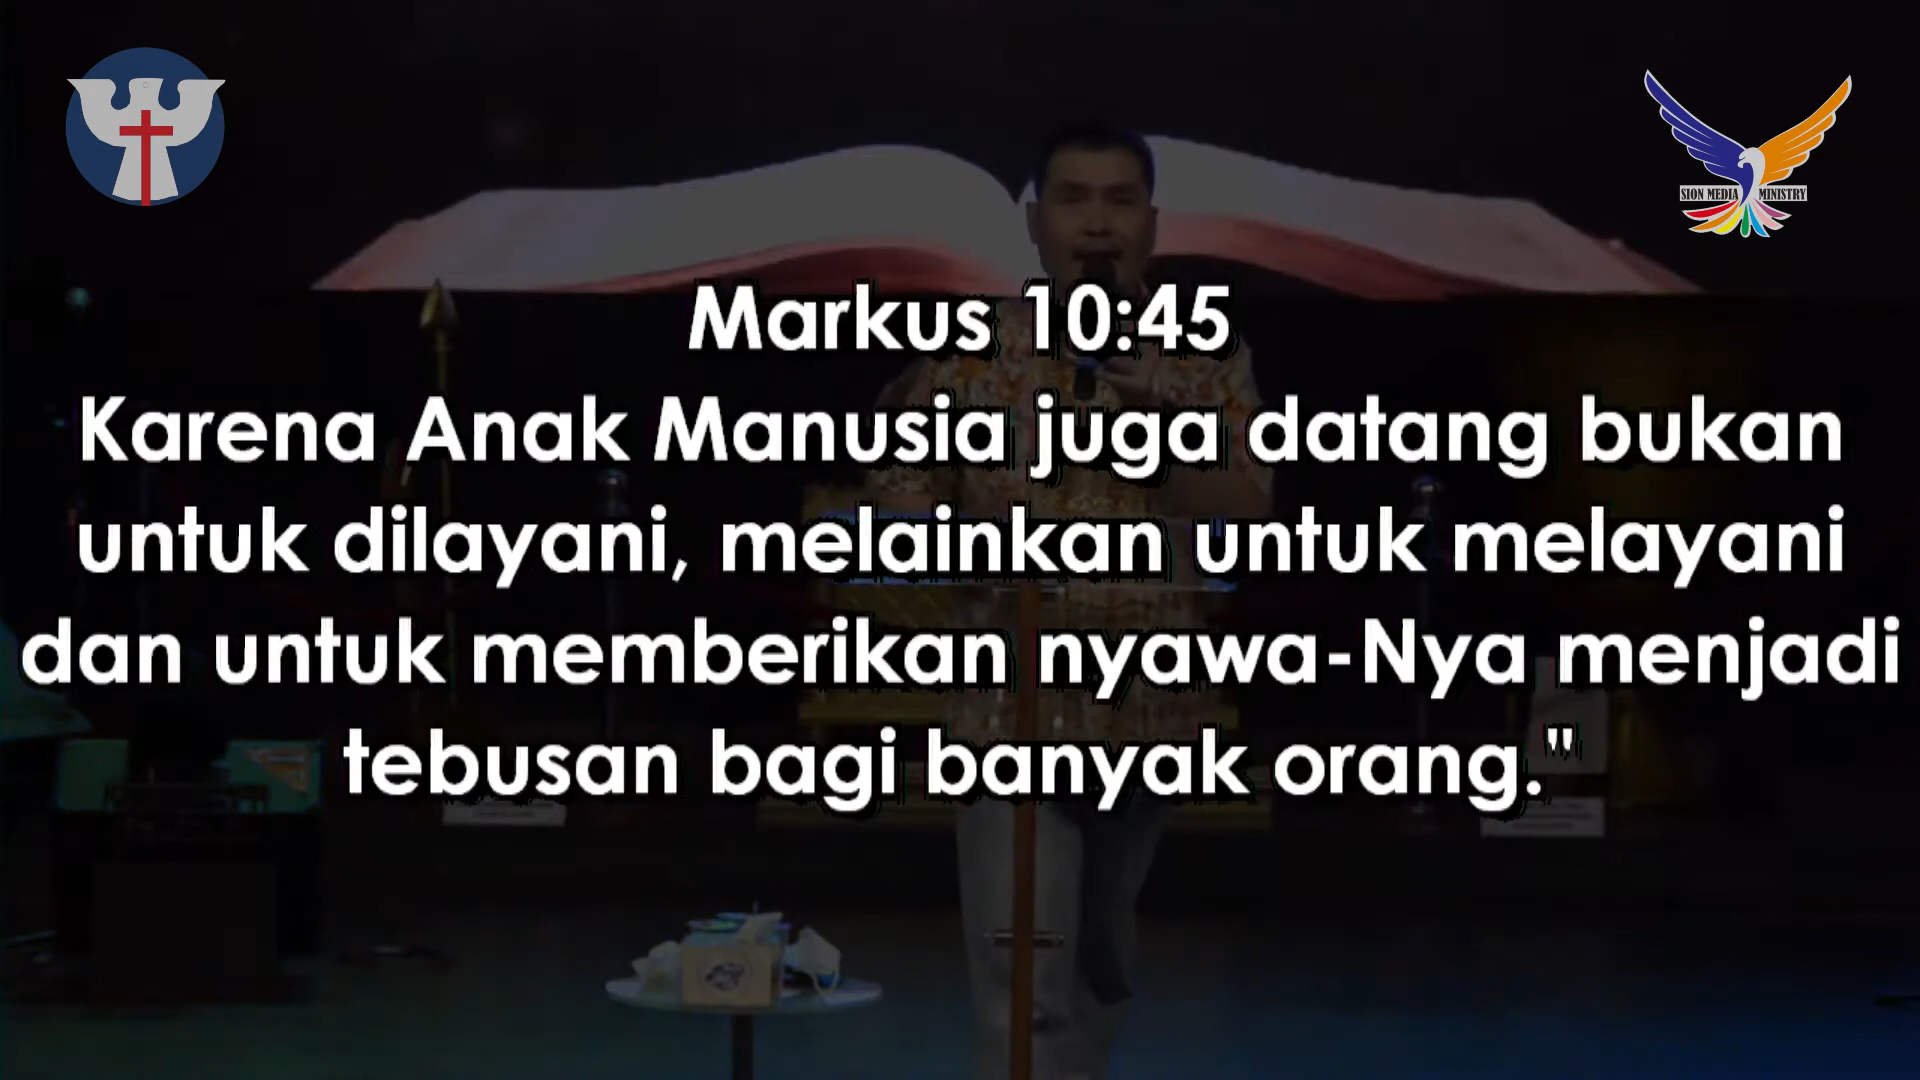 SION MEDIA MINISTRY
Markus 10:45
Karena Anak Manusia juga datang bukan
untuk dilayani, melainkan untuk melayani
dan untuk memberikan nyawa-Nya menjadi
tebusan bagi banyak orang."